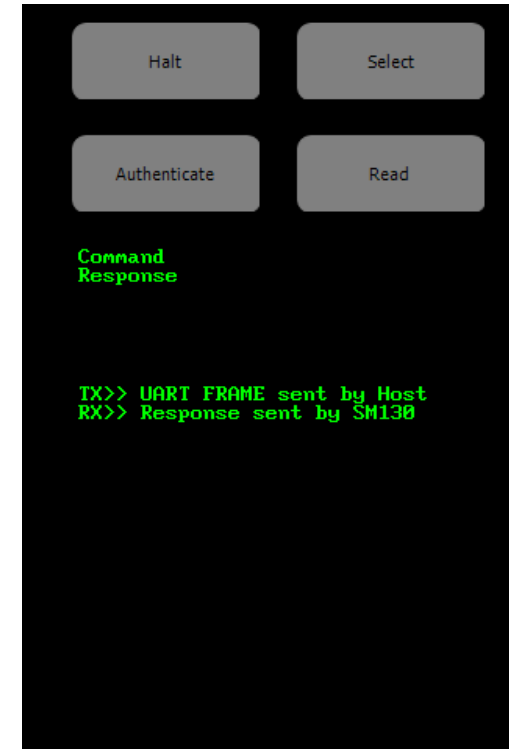 Halt
Select
Authenticate
Read
Command
Response
TX>> UART FRAME sent by Host
RX>> Response sent by SM130